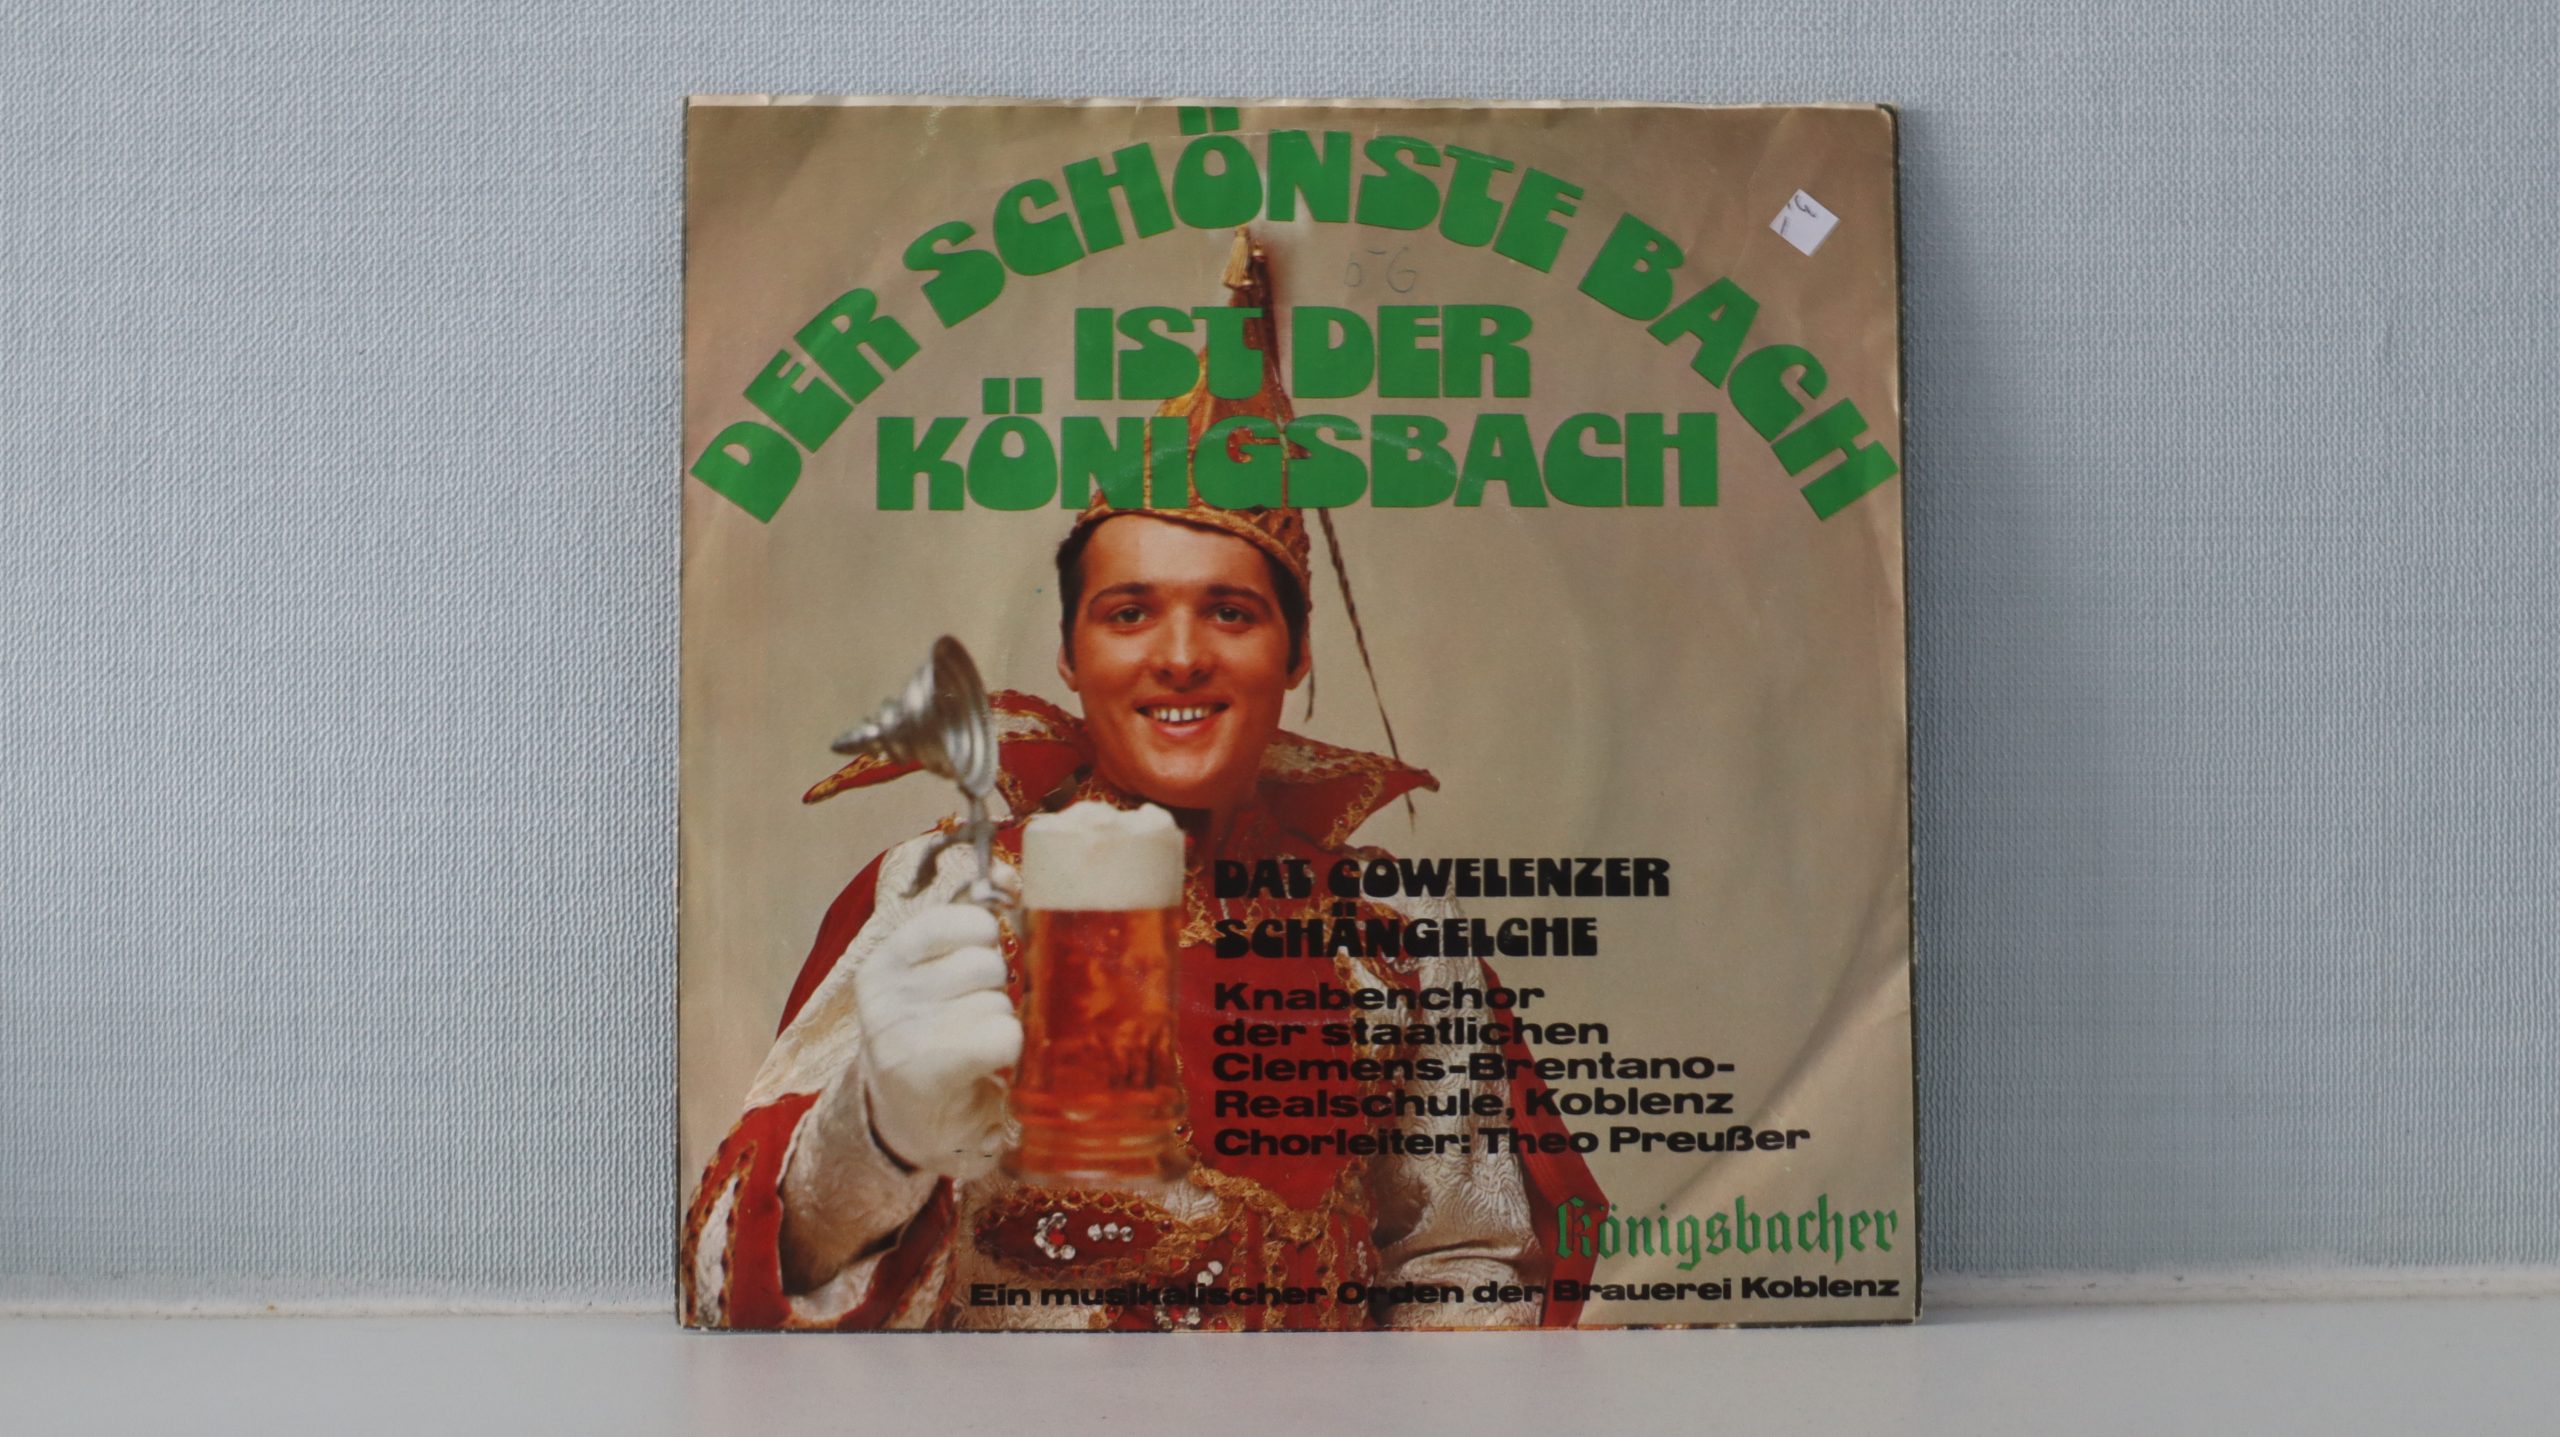 DER SCHÖNSTE BACH
IST DER
KÖNIGSBACH
DAT COWELENZER
SCHÄNGELCHE
Knabenchor
der staatlichen
Clemens-Brentano-
Realschule, Koblenz
Chorleiter: Theo Preußer
Königsbacher
Ein musikalischer Orden der Brauerei Koblenz